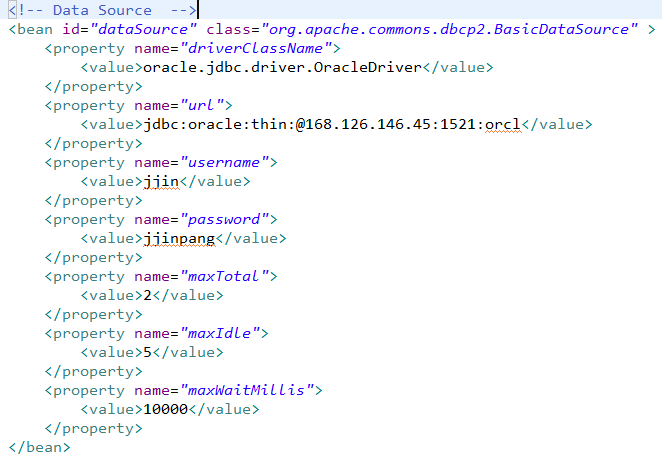 <!-- Data Source  -->
<bean id="dataSource" class="org.apache.commons.dbcp2.BasicDataSource" >
    <property name="driverClassName">
        <value>oracle.jdbc.driver.OracleDriver</value>
    </property>
    <property name="url">
        <value>jdbc:oracle:thin:@168.126.146.45:1521:orcl</value>
    </property>
    <property name="username">
        <value>jjin</value>
    </property>
    <property name="password">
        <value>jjinpang</value>
    </property>
    <property name="maxTotal">
        <value>2</value>
    </property>
    <property name="maxIdle">
        <value>5</value>
    </property>
    <property name="maxWaitMillis">
        <value>10000</value>
    </property>
</bean>